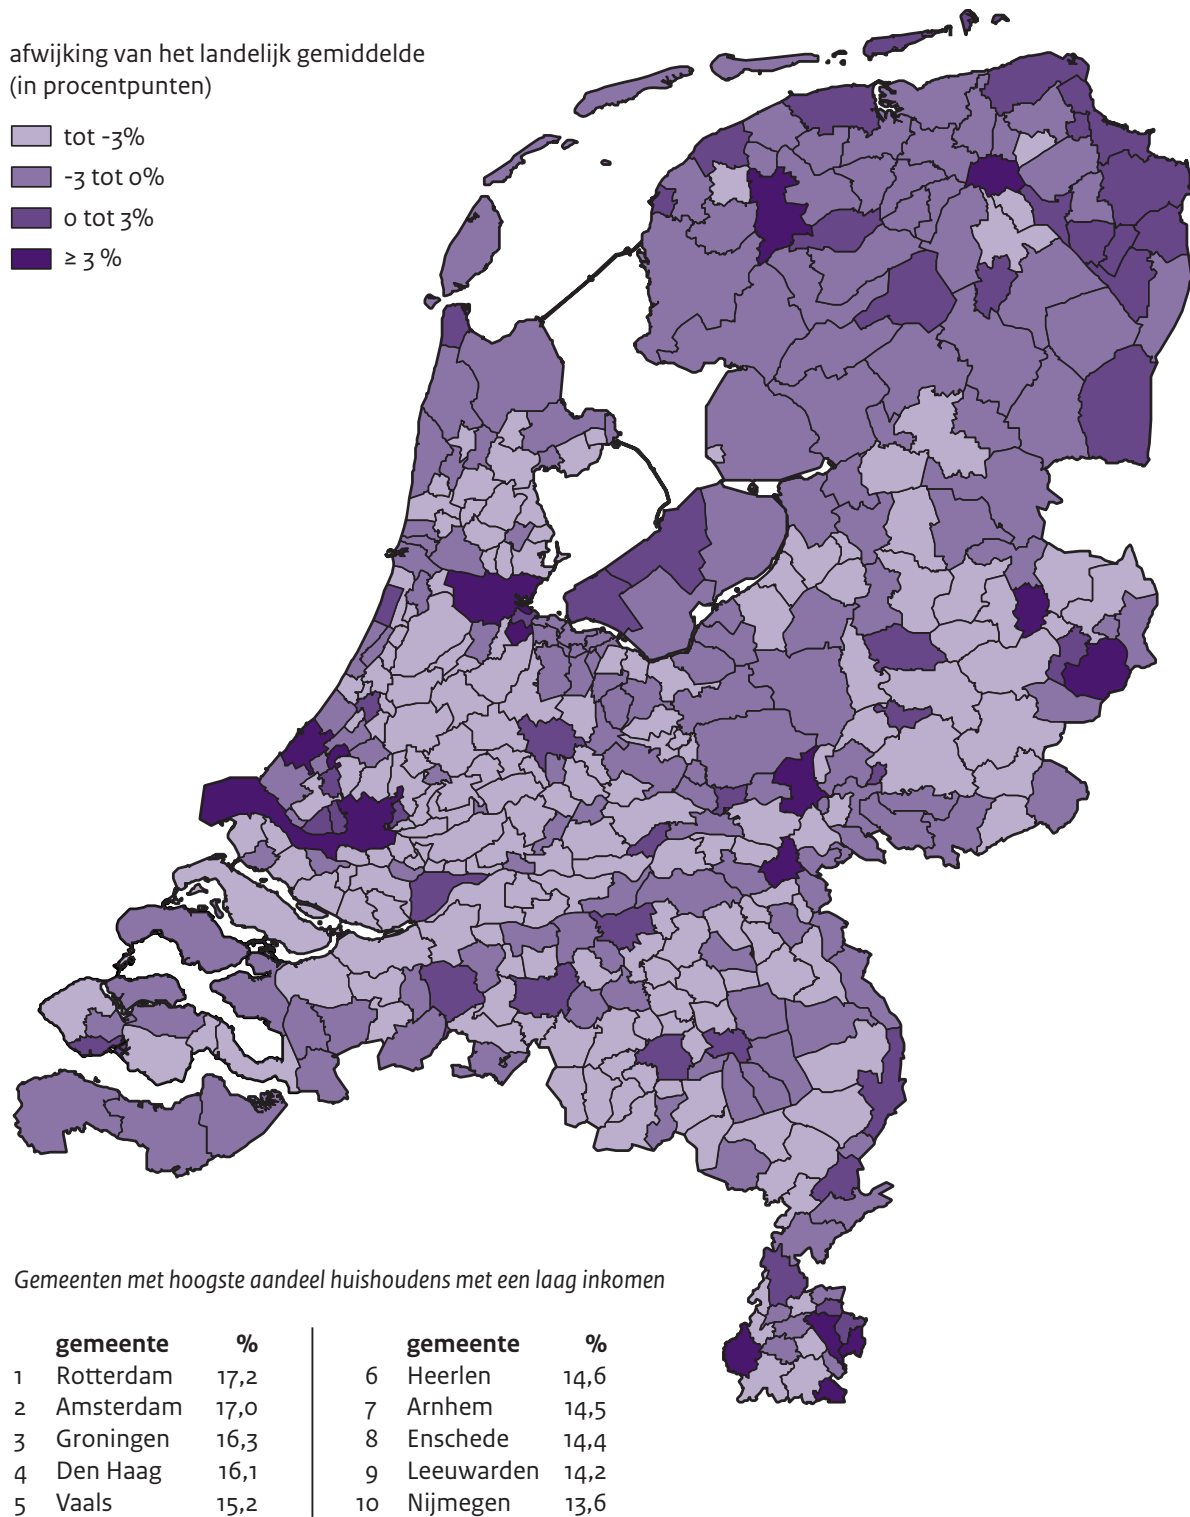 afwijking van het landelijk gemiddelde
(in procentpunten)
tot -3%
-3 tot 0%
0 tot 3%
≥ 3 %
Gemeenten met hoogste aandeel huishoudens met een laag inkomen
gemeente %
1 Rotterdam 17,2
2 Amsterdam 17,0
3 Groningen 16,3
4 Den Haag 16,1
5 Vaals 15,2
gemeente %
6 Heerlen 14,6
7 Arnhem 14,5
8 Enschede 14,4
9 Leeuwarden 14,2
10 Nijmegen 13,6